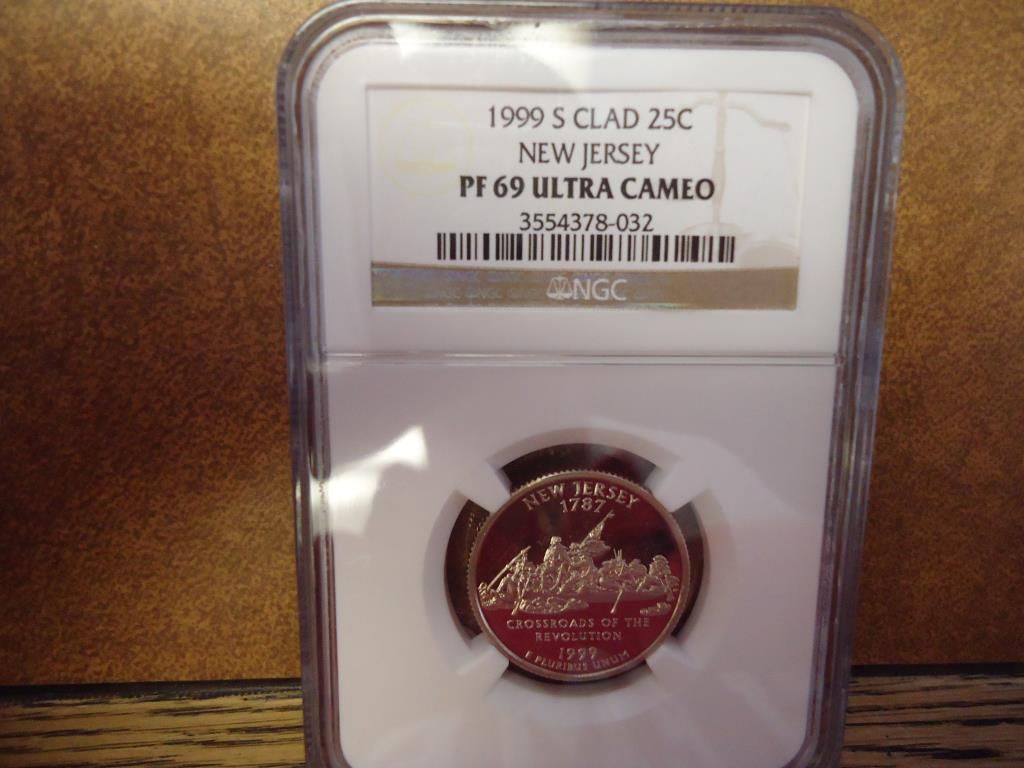 1999 S CLAD 25C
NEW JERSEY
PF 69 ULTRA CAMEO
3554378-032
NGC
NEW JERSEY
1787
CROSSROADS OF THE
REVOLUTION
1999
E PLURIBUS UNUM